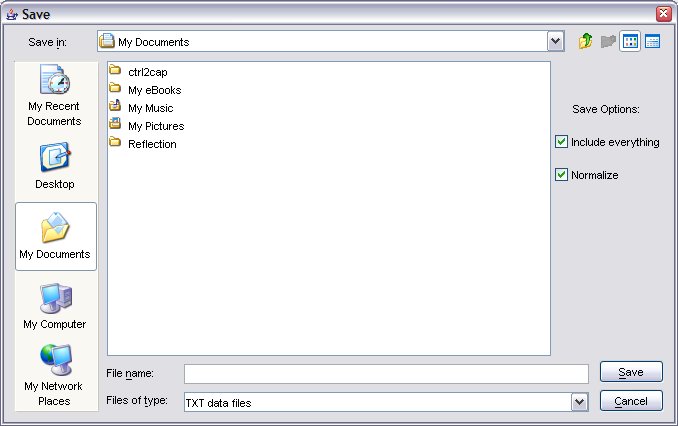 Save
Save in: My Documents
My Recent
Documents
Desktop
My Documents
My Computer
My Network
Places
ctrl2cap
My eBooks
My Music
My Pictures
Reflection
Save Options:
Include everything
Normalize
File name:
Save
Files of type: TXT data files
Cancel